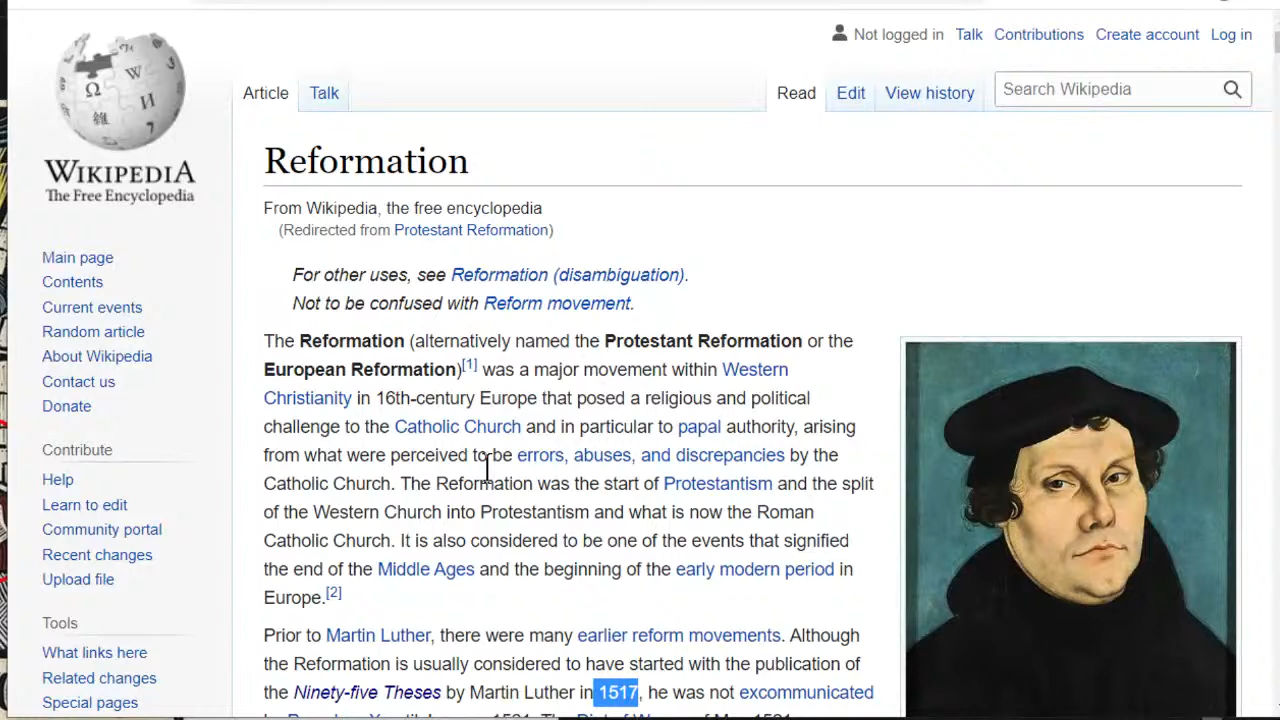 Not logged in Talk Contributions Create account Log in
Article Talk Read Edit View history Search Wikipedia
WIKIPEDIA
The Free Encyclopedia
Main page
Contents
Current events
Random article
About Wikipedia
Contact us
Donate
Contribute
Help
Learn to edit
Community portal
Recent changes
Upload file
Tools
What links here
Related changes
Special pages
Reformation
From Wikipedia, the free encyclopedia
(Redirected from Protestant Reformation)
For other uses, see Reformation (disambiguation).
Not to be confused with Reform movement.
The Reformation (alternatively named the Protestant Reformation or the
European Reformation)[1] was a major movement within Western
Christianity in 16th-century Europe that posed a religious and political
challenge to the Catholic Church and in particular to papal authority, arising
from what were perceived to be errors, abuses, and discrepancies by the
Catholic Church. The Reformation was the start of Protestantism and the split
of the Western Church into Protestantism and what is now the Roman
Catholic Church. It is also considered to be one of the events that signified
the end of the Middle Ages and the beginning of the early modern period in
Europe.[2]
Prior to Martin Luther, there were many earlier reform movements. Although
the Reformation is usually considered to have started with the publication of
the Ninety-five Theses by Martin Luther in 1517, he was not excommunicated